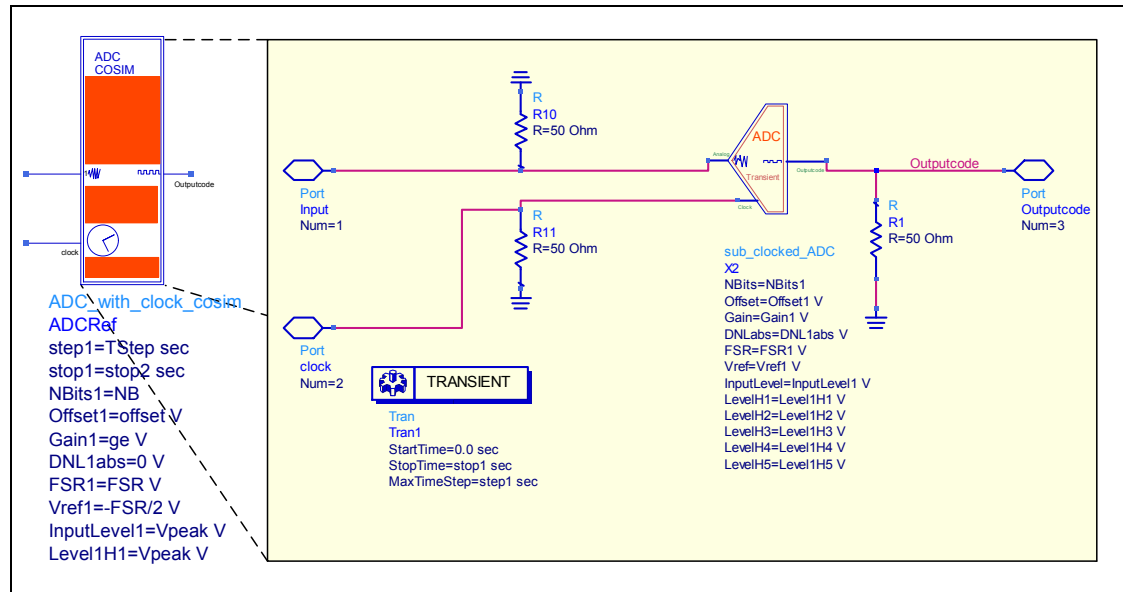 ADC
COSIM
1
Outputcode
clock
ADC_with_clock_cosim
ADCRef
step1=TStep sec
stop1=stop2 sec
NBits1=NB
Offset1=offset V
Gain1=ge V
DNL1abs=0 V
FSR1=FSR V
Vref1=-FSR/2 V
InputLevel1=Vpeak V
Level1H1=Vpeak V
R
R10
R=50 Ohm
Port
Input
Num=1
R
R11
R=50 Ohm
Port
clock
Num=2
TRANSIENT
Tran
Tran1
StartTime=0.0 sec
StopTime=stop1 sec
MaxTimeStep=step1 sec
ADC
Analog
Transient
Outputcode
Clock
sub_clocked_ADC
X2
NBits=NBits1
Offset=Offset1 V
Gain=Gain1 V
DNLabs=DNL1abs V
FSR=FSR1 V
Vref=Vref1 V
InputLevel=InputLevel1 V
LevelH1=Level1H1 V
LevelH2=Level1H2 V
LevelH3=Level1H3 V
LevelH4=Level1H4 V
LevelH5=Level1H5 V
Outputcode
R
R1
R=50 Ohm
Port
Outputcode
Num=3